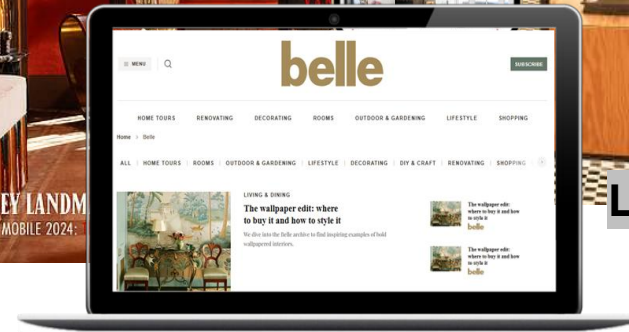 MENU
belle
SUBSCRIBE
HOME TOURS RENOVATING DECORATING ROOMS OUTDOOR & GARDENING LIFESTYLE SHOPPING
Home > Belle
ALL | HOME TOURS | ROOMS | OUTDOOR & GARDENING | LIFESTYLE | DECORATING | DIY & CRAFT | RENOVATING | SHOPPING
LIVING & DINING
The wallpaper edit: where
to buy it and how to style it
We dive into the Belle archive to find inspiring examples of bold
wallpapered interiors.
The wallpaper edit:
where to buy it and how
to style it
belle
The wallpaper edit:
where to buy it and how
to style it
belle
EY LANDM
MOBILE 2024:
L